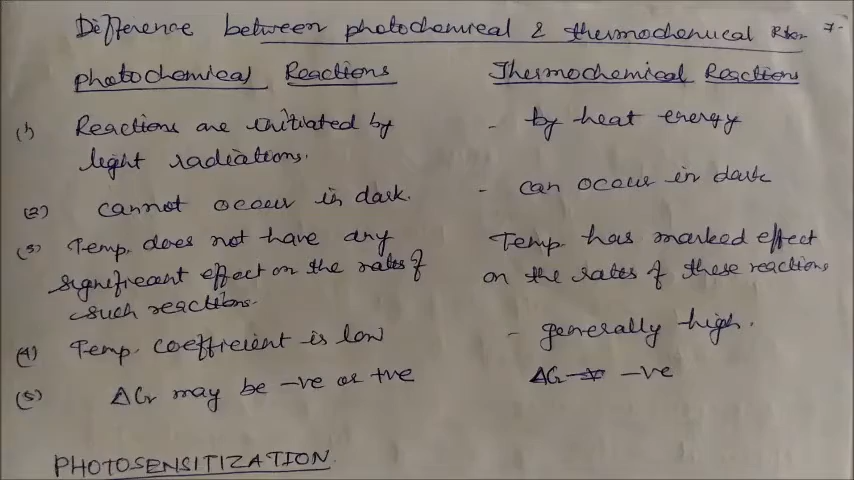 Difference between photochemical & thermochemical Rxn 7-
Photochemical Reactions
Thermochemical Reactions
(1) Reactions are initiated by
light radiations.
- by heat energy
(2) cannot occur in dark.
- can occur in dark
(3) Temp. does not have any
significant effect on the rates of
such reactions.
Temp. has marked effect
on the rates of these reactions
(4) Temp. coefficient is low
- generally high.
(5) ΔG may be -ve or +ve
ΔG -ve
PHOTOSENSITIZATION.